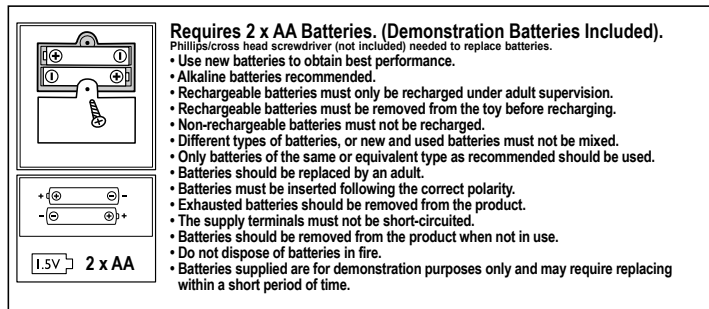 Requires 2 x AA Batteries. (Demonstration Batteries Included).
Phillips/cross head screwdriver (not included) needed to replace batteries.
• Use new batteries to obtain best performance.
• Alkaline batteries recommended.
• Rechargeable batteries must only be recharged under adult supervision.
• Rechargeable batteries must be removed from the toy before recharging.
• Non-rechargeable batteries must not be recharged.
• Different types of batteries, or new and used batteries must not be mixed.
• Only batteries of the same or equivalent type as recommended should be used.
• Batteries should be replaced by an adult.
• Batteries must be inserted following the correct polarity.
• Exhausted batteries should be removed from the product.
• The supply terminals must not be short-circuited.
• Batteries should be removed from the product when not in use.
• Do not dispose of batteries in fire.
• Batteries supplied are for demonstration purposes only and may require replacing
within a short period of time.
+ + - -
- - + +
1.5V 2 x AA